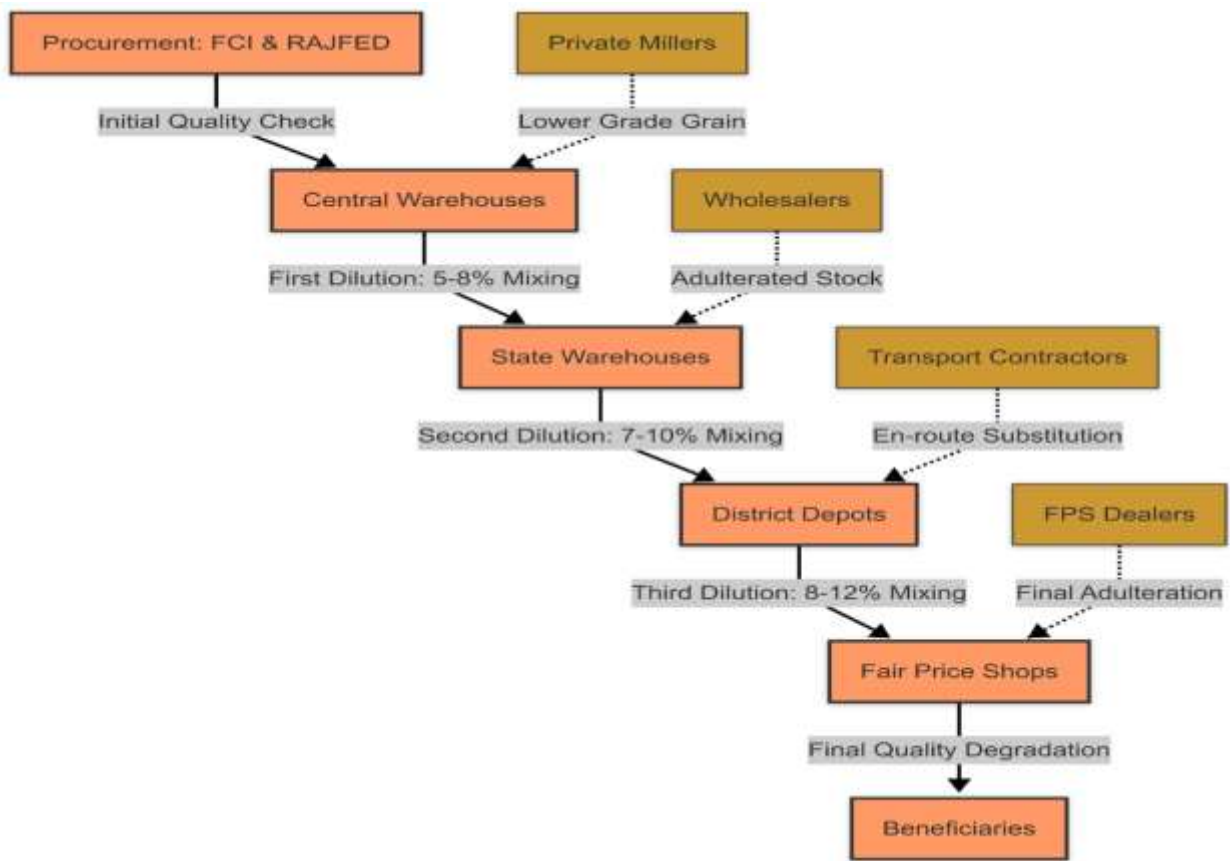 Procurement: FCI & RAJFED
Private Millers
Initial Quality Check
Lower Grade Grain
Central Warehouses
Wholesalers
First Dilution: 5-8% Mixing
Adulterated Stock
State Warehouses
Transport Contractors
Second Dilution: 7-10% Mixing
En-route Substitution
District Depots
FPS Dealers
Third Dilution: 8-12% Mixing
Final Adulteration
Fair Price Shops
Final Quality Degradation
Beneficiaries